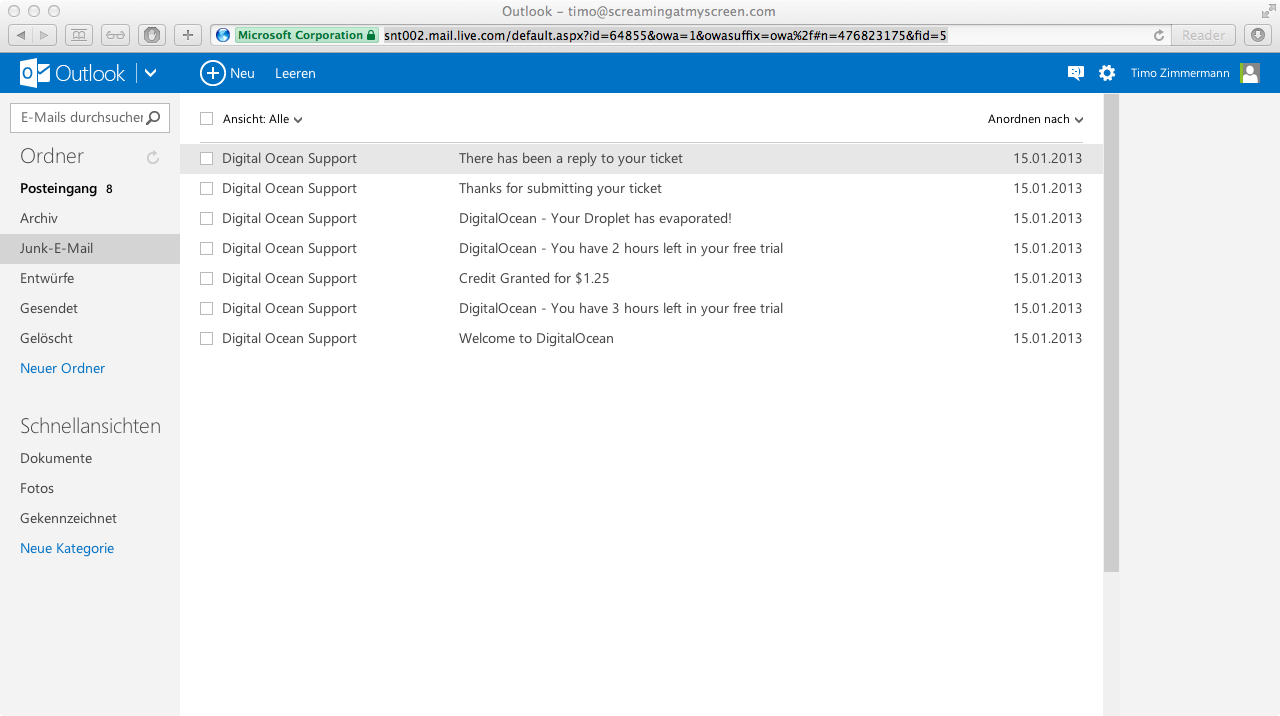 Outlook – timo@screamingatmyscreen.com
Microsoft Corporation snt002.mail.live.com/default.aspx?id=64855&owa=1&owasuffix=owa%2f#n=476823175&fid=5 Reader
Outlook Neu Leeren Timo Zimmermann
E-Mails durchsuchen
Ansicht: Alle Anordnen nach
Ordner
Posteingang 8
Archiv
Junk-E-Mail
Entwürfe
Gesendet
Gelöscht
Neuer Ordner
Schnellansichten
Dokumente
Fotos
Gekennzeichnet
Neue Kategorie
Digital Ocean Support There has been a reply to your ticket 15.01.2013
Digital Ocean Support Thanks for submitting your ticket 15.01.2013
Digital Ocean Support DigitalOcean - Your Droplet has evaporated! 15.01.2013
Digital Ocean Support DigitalOcean - You have 2 hours left in your free trial 15.01.2013
Digital Ocean Support Credit Granted for $1.25 15.01.2013
Digital Ocean Support DigitalOcean - You have 3 hours left in your free trial 15.01.2013
Digital Ocean Support Welcome to DigitalOcean 15.01.2013